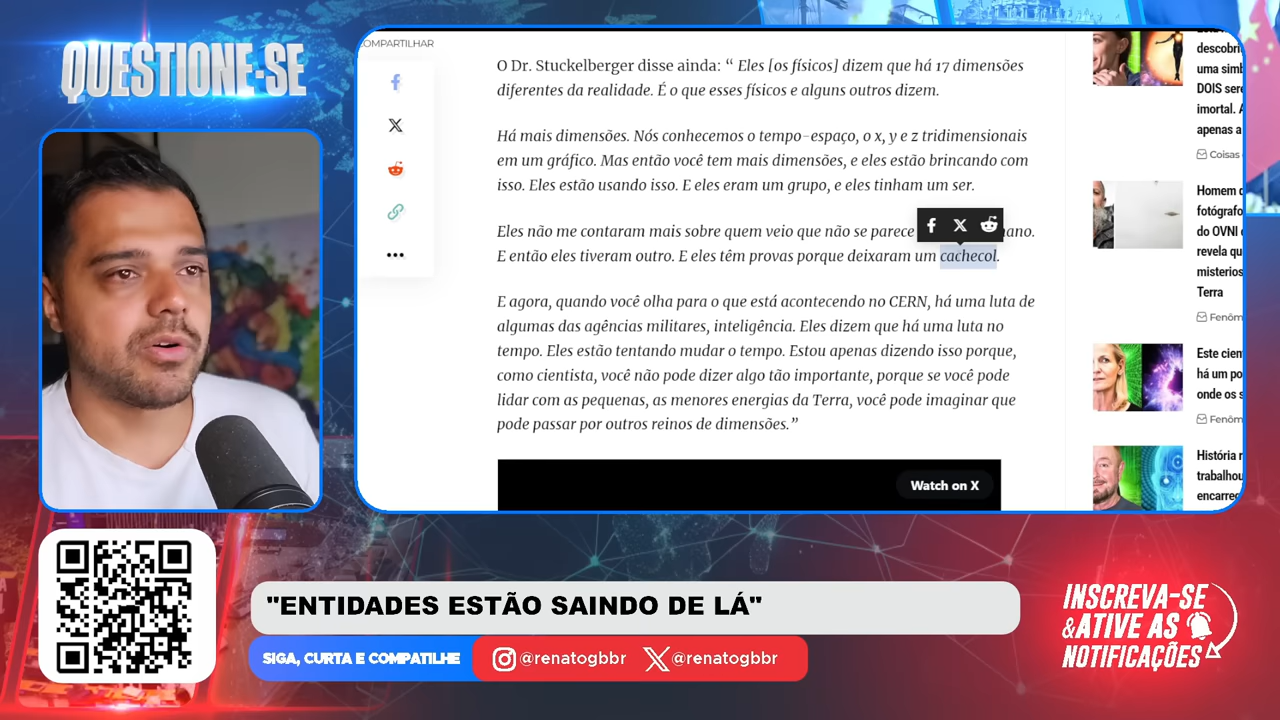 QUESTIONE-SE
COMPARTILHAR
O Dr. Stuckelberger disse ainda: “ Eles [os físicos] dizem que há 17 dimensões
diferentes da realidade. É o que esses físicos e alguns outros dizem.
Há mais dimensões. Nós conhecemos o tempo-espaço, o x, y e z tridimensionais
em um gráfico. Mas então você tem mais dimensões, e eles estão brincando com
isso. Eles estão usando isso. E eles eram um grupo, e eles tinham um ser.
Eles não me contaram mais sobre quem veio que não se parece
E então eles tiveram outro. E eles têm provas porque deixaram um cachecol.
E agora, quando você olha para o que está acontecendo no CERN, há uma luta de
algumas das agências militares, inteligência. Eles dizem que há uma luta no
tempo. Eles estão tentando mudar o tempo. Estou apenas dizendo isso porque,
como cientista, você não pode dizer algo tão importante, porque se você pode
lidar com as pequenas, as menores energias da Terra, você pode imaginar que
pode passar por outros reinos de dimensões.”
Watch on X
descobri
uma simb
DOIS sere
imortal. A
apenas a
Coisas
Homem d
fotógrafo
do OVNI
revela qu
misterios
Terra
Fenôm
Este cien
há um po
onde os s
Fenôm
História r
trabalhou
encarreg
"ENTIDADES ESTÃO SAINDO DE LÁ"
SIGA, CURTA E COMPATILHE
@renatogbbr
@renatogbbr
INSCREVA-SE
&ATIVE AS
NOTIFICAÇÕES